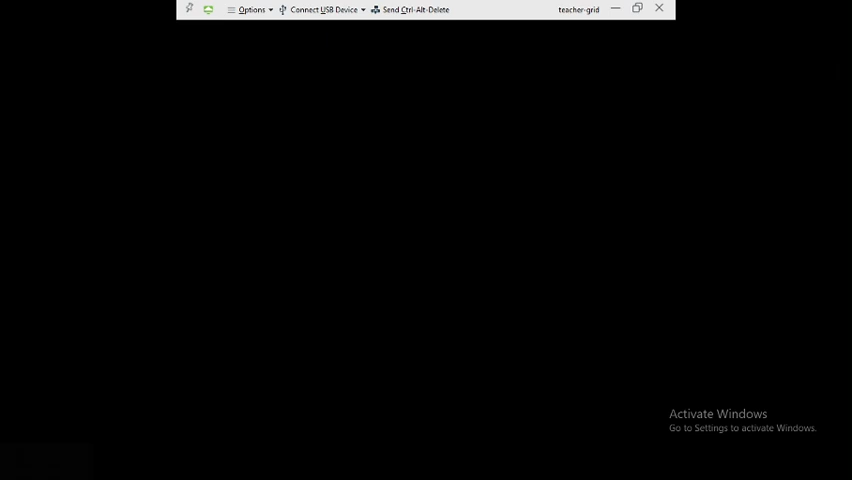 Options Connect USB Device Send Ctrl-Alt-Delete teacher-grid
Activate Windows
Go to Settings to activate Windows.